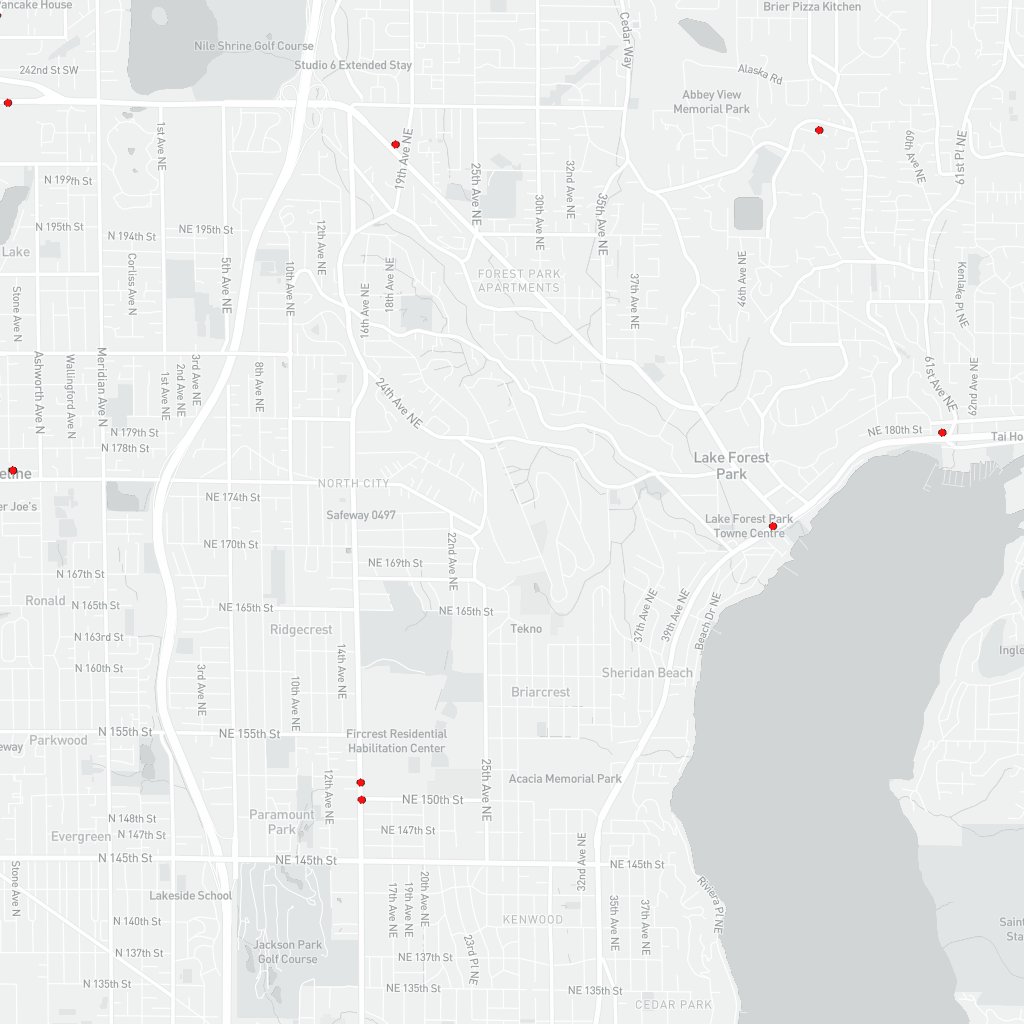 Pancake House
Brier Pizza Kitchen
Cedar Way
Nile Shrine Golf Course
Studio 6 Extended Stay
242nd St SW
Alaska Rd
Abbey View
Memorial Park
1st Ave NE
19th Ave NE
60th Ave NE
61st Pl NE
25th Ave NE
32nd Ave NE
N 199th St
30th Ave NE
35th Ave NE
N 195th St
N 194th St
NE 195th St
12th Ave NE
Lake
Corliss Ave N
5th Ave NE
10th Ave NE
18th Ave NE
16th Ave NE
FOREST PARK
APARTMENTS
37th Ave NE
46th Ave NE
Kenlake Pl NE
Stone Ave N
Ashworth Ave N
Wallingford Ave N
Meridian Ave N
1st Ave NE
2nd Ave NE
3rd Ave NE
8th Ave NE
24th Ave NE
61st Ave NE
62nd Ave NE
N 179th St
N 178th St
NE 180th St
Tai Ho
Lake Forest
Park
eline
NORTH CITY
NE 174th St
er Joe's
Safeway 0497
Lake Forest Park
Towne Centre
NE 170th St
22nd Ave NE
NE 169th St
N 167th St
Ronald
N 165th St
NE 165th St
NE 165th St
37th Ave NE
39th Ave NE
Beach Dr NE
Ridgecrest
Tekno
N 163rd St
N 160th St
14th Ave NE
Ingle
Sheridan Beach
3rd Ave NE
10th Ave NE
Briarcrest
N 155th St
NE 155th St
Fircrest Residential
Habilitation Center
eway
Parkwood
12th Ave NE
25th Ave NE
Acacia Memorial Park
NE 150th St
Paramount
Park
N 148th St
N 147th St
NE 147th St
Evergreen
N 145th St
NE 145th St
NE 145th St
32nd Ave NE
Stone Ave N
Lakeside School
17th Ave NE
19th Ave NE
20th Ave NE
35th Ave NE
37th Ave NE
Riviera Pl NE
N 140th St
KENWOOD
Saint
Sta
Jackson Park
Golf Course
23rd Pl NE
N 137th St
NE 137th St
N 135th St
NE 135th St
NE 135th St
CEDAR PARK